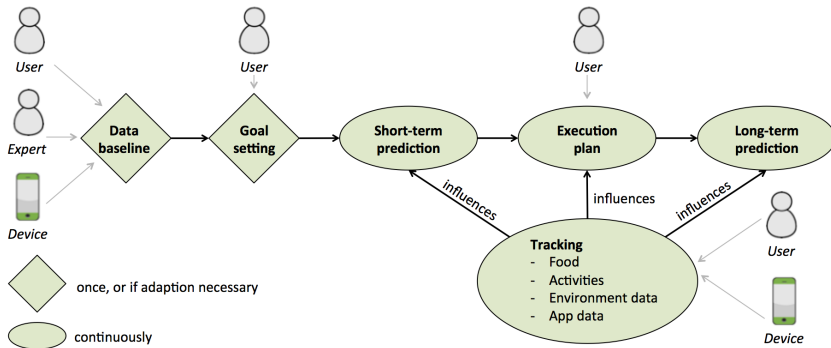 User
User
User
Expert
Device
Data
baseline
Goal
setting
Short-term
prediction
Execution
plan
Long-term
prediction
influences
influences
influences
Tracking
- Food
- Activities
- Environment data
- App data
User
Device
once, or if adaption necessary
continuously